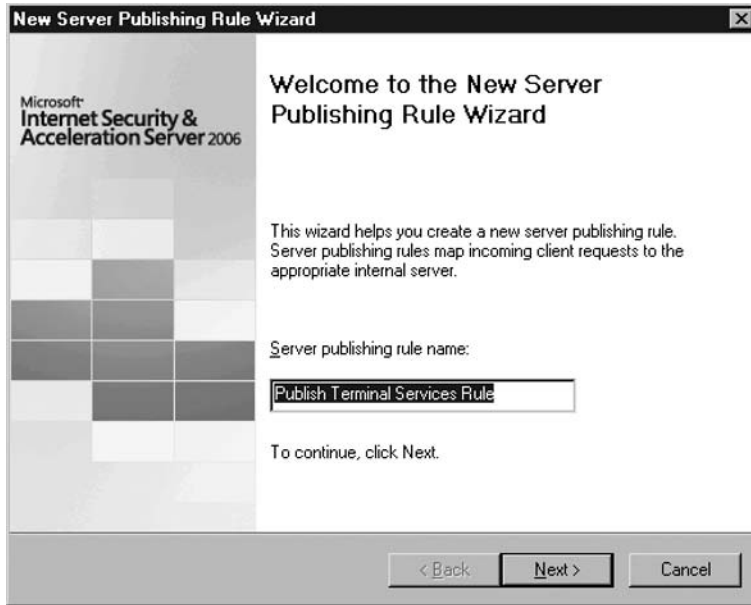 New Server Publishing Rule Wizard
Microsoft
Internet Security &
Acceleration Server 2006
Welcome to the New Server
Publishing Rule Wizard
This wizard helps you create a new server publishing rule.
Server publishing rules map incoming client requests to the
appropriate internal server.
Server publishing rule name:
Publish Terminal Services Rule
To continue, click Next.
< Back
Next >
Cancel